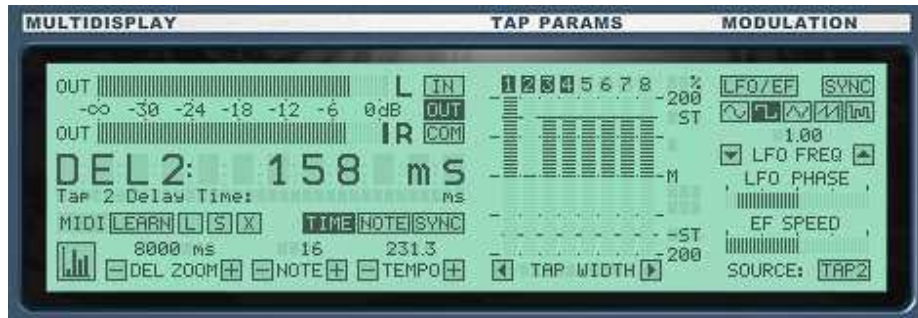 MULTIDISPLAY TAP PARAMS MODULATION
OUT L IN
-∞ -30 -24 -18 -12 -6 0dB OUT
OUT R COM
DEL2: 158 ms
Tap 2 Delay Time: ms
MIDI LEARN L S X TIME NOTE SYNC
8000 ms 16 231.3
- DEL ZOOM + - NOTE + - TEMPO +
1 2 3 4 5 6 7 8 %
200
ST
M
-ST
200
TAP WIDTH
LFO/EF SYNC
1.00
LFO FREQ
LFO PHASE
EF SPEED
SOURCE: TAP2